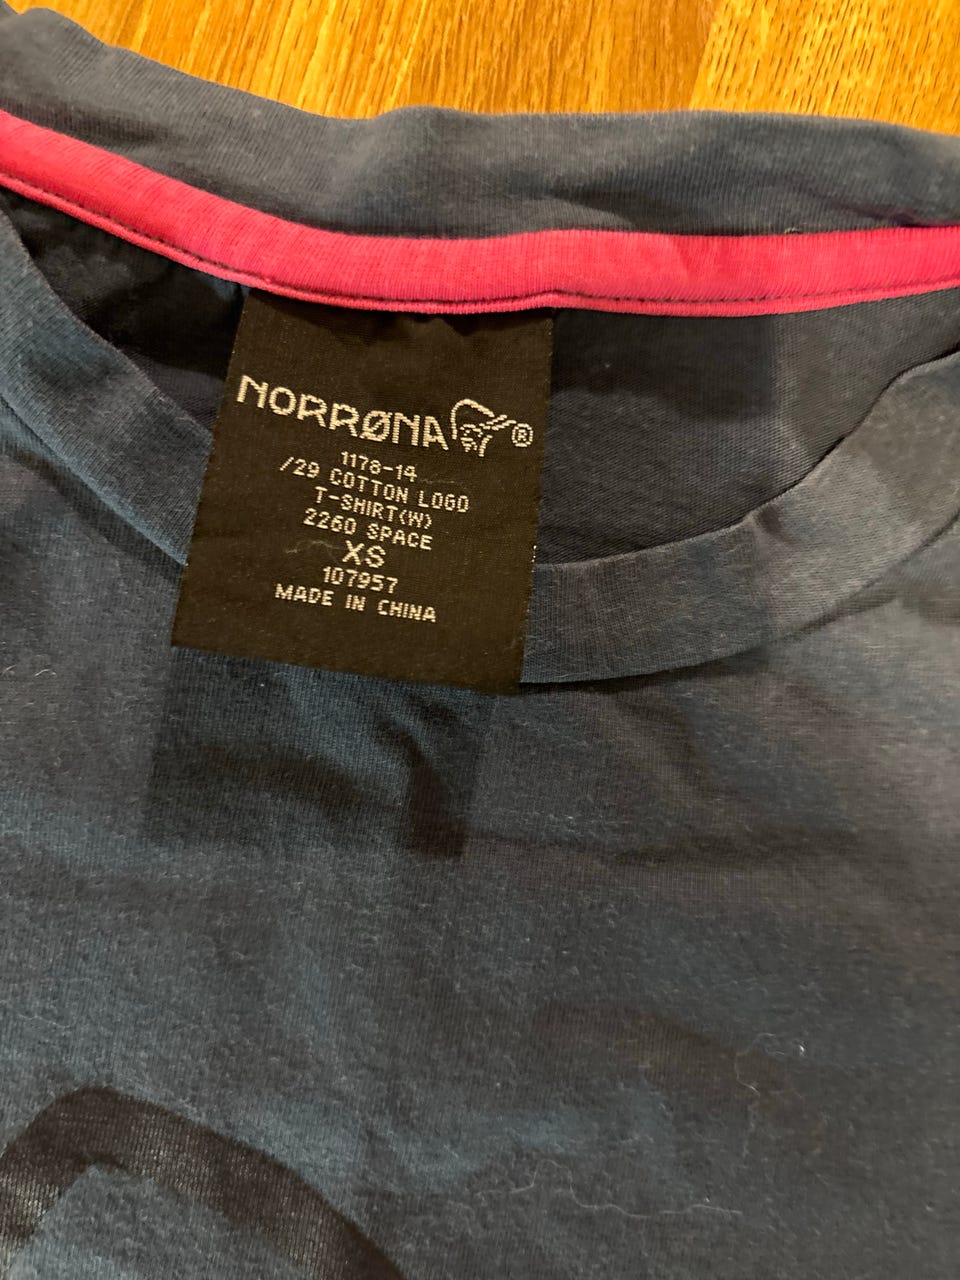 NORRØNA®
1178-14
/29 COTTON LOGO
T-SHIRT(W)
2260 SPACE
XS
107957
MADE IN CHINA